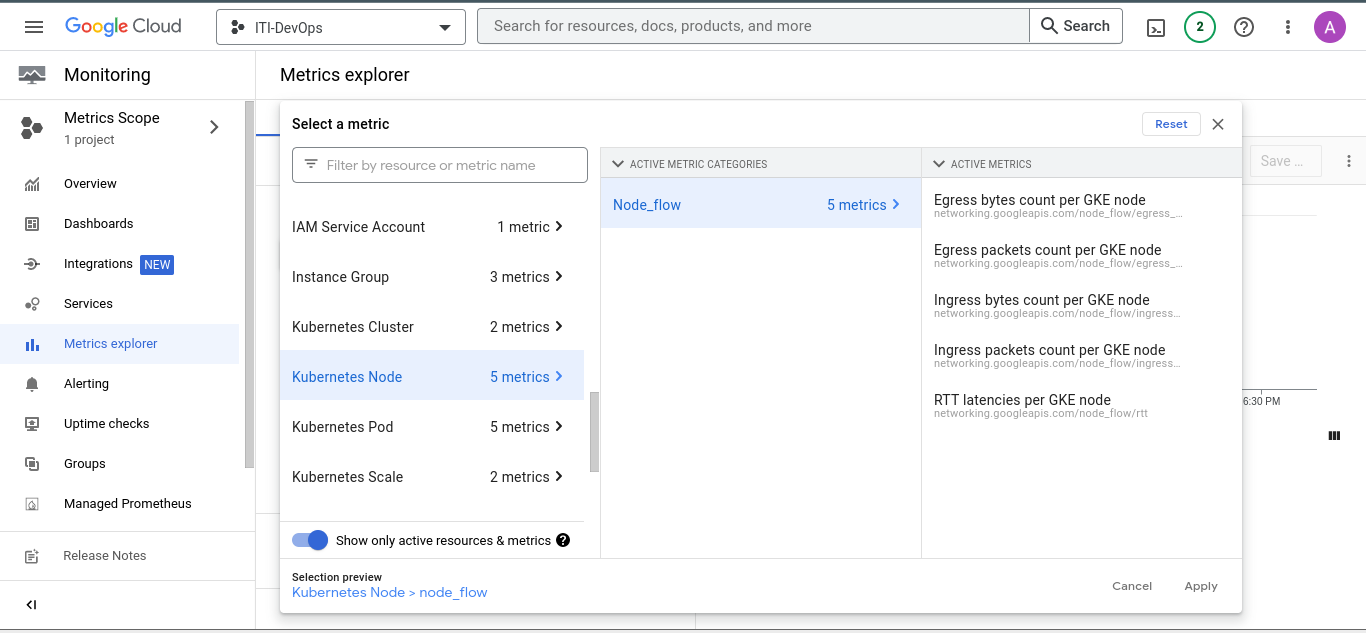 Google Cloud
ITI-DevOps
Search for resources, docs, products, and more
Search
2
A
Monitoring
Metrics explorer
Metrics Scope
1 project
Overview
Dashboards
Integrations NEW
Services
Metrics explorer
Alerting
Uptime checks
Groups
Managed Prometheus
Release Notes
Select a metric
Reset
Save ...
Filter by resource or metric name
IAM Service Account 1 metric
Instance Group 3 metrics
Kubernetes Cluster 2 metrics
Kubernetes Node 5 metrics
Kubernetes Pod 5 metrics
Kubernetes Scale 2 metrics
Show only active resources & metrics
ACTIVE METRIC CATEGORIES
Node_flow 5 metrics
ACTIVE METRICS
Egress bytes count per GKE node
networking.googleapis.com/node_flow/egress_...
Egress packets count per GKE node
networking.googleapis.com/node_flow/egress_...
Ingress bytes count per GKE node
networking.googleapis.com/node_flow/ingress...
Ingress packets count per GKE node
networking.googleapis.com/node_flow/ingress...
RTT latencies per GKE node
networking.googleapis.com/node_flow/rtt
6:30 PM
Selection preview
Kubernetes Node > node_flow
Cancel
Apply